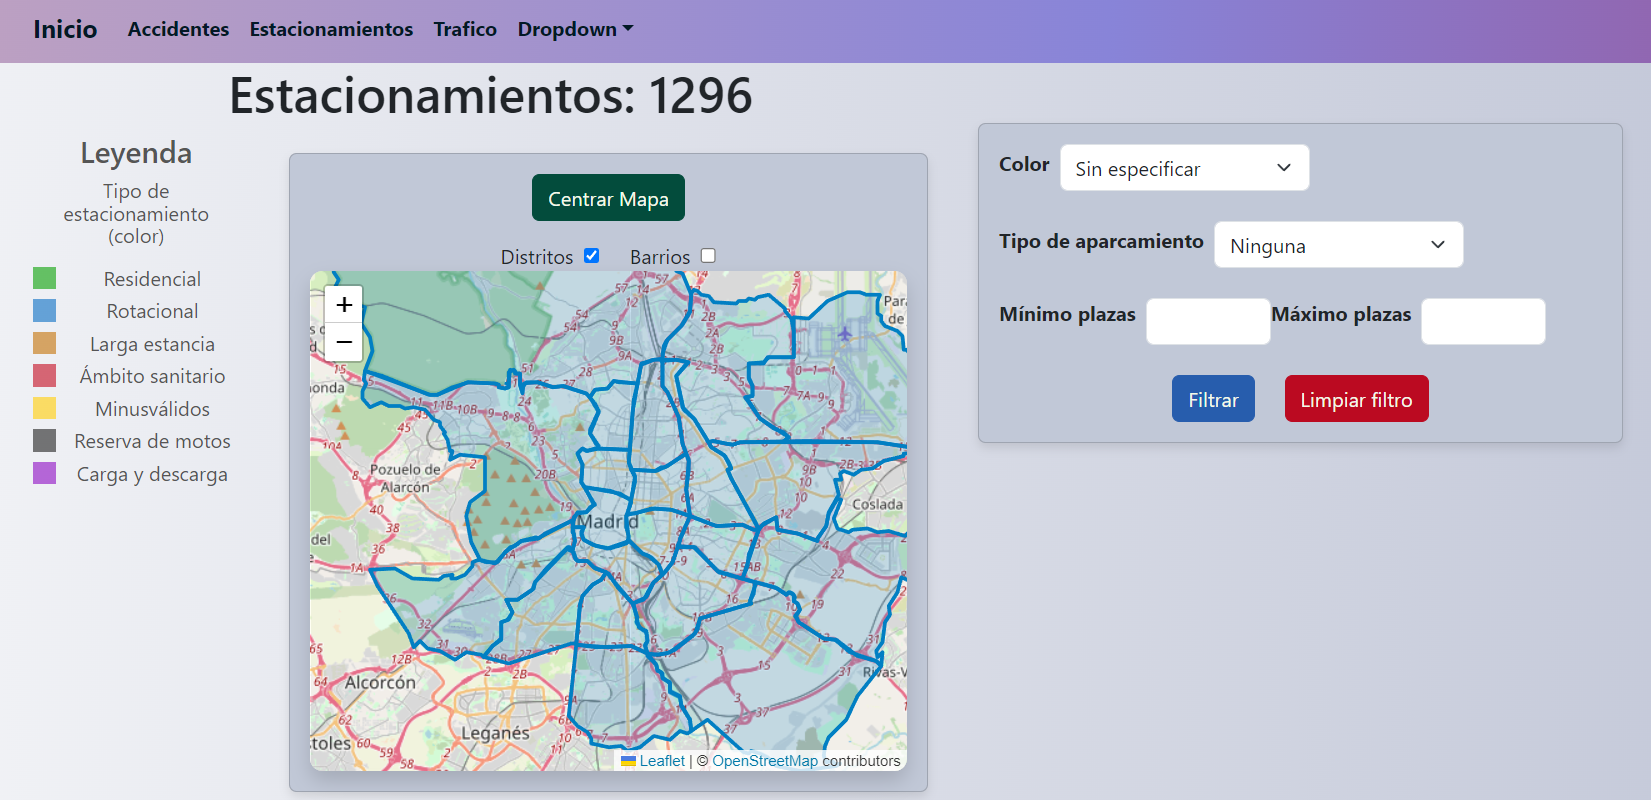 Inicio Accidentes Estacionamientos Trafico Dropdown
Estacionamientos: 1296
Leyenda
Tipo de
estacionamiento
(color)
Residencial
Rotacional
Larga estancia
Ámbito sanitario
Minusválidos
Reserva de motos
Carga y descarga
Centrar Mapa
Distritos Barrios
+
−
Pozuelo de
Alarcón
Madrid
Coslada
Alcorcón
Leganés
Leaflet | © OpenStreetMap contributors
Color Sin especificar
Tipo de aparcamiento Ninguna
Mínimo plazas Máximo plazas
Filtrar Limpiar filtro